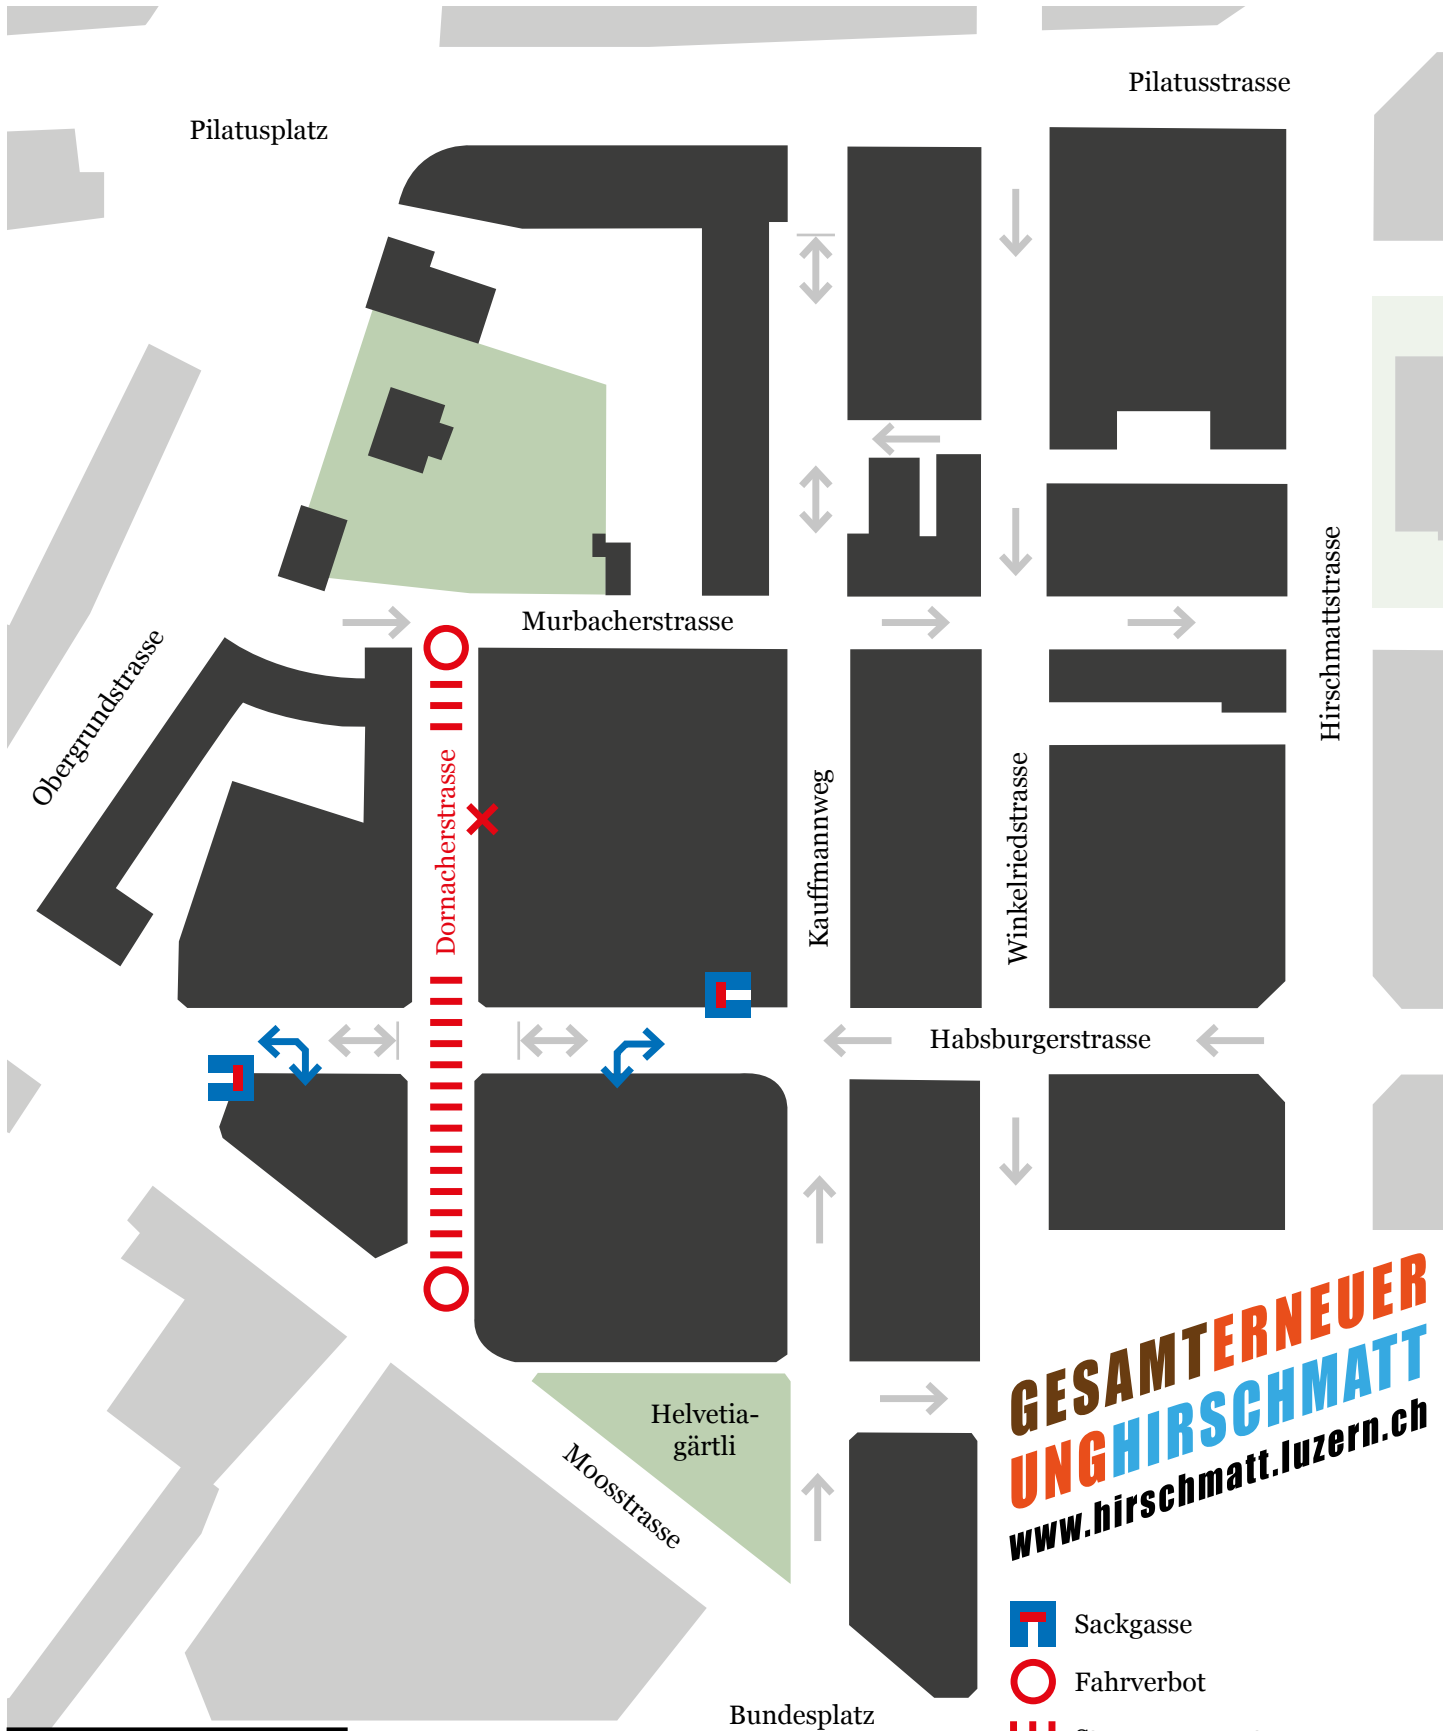 Pilatusstrasse
Pilatusplatz
Murbacherstrasse
Hirschmattstrasse
Obergrundstrasse
Dornacherstrasse
Kauffmannweg
Winkelriedstrasse
Habsburgerstrasse
Helvetia-
gärtli
Moosstrasse
GESAMTERNEUER
UNGHIRSCHMATT
www.hirschmatt.luzern.ch
Sackgasse
Fahrverbot
Bundesplatz